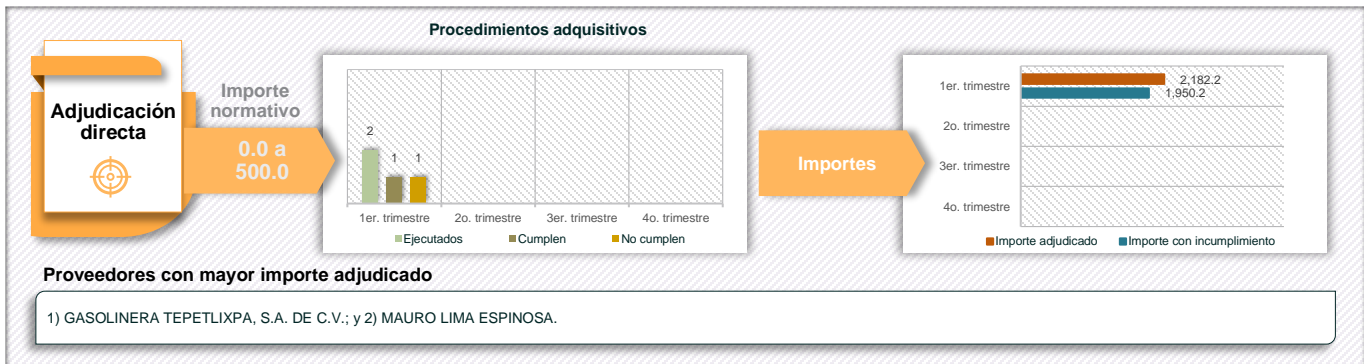 Procedimientos adquisitivos
Adjudicación
directa
Importe
normativo
0.0 a
500.0
2
1
1
1er. trimestre
2o. trimestre
3er. trimestre
4o. trimestre
Ejecutados
Cumplen
No cumplen
Importes
1er. trimestre
2,182.2
1,950.2
2o. trimestre
3er. trimestre
4o. trimestre
Importe adjudicado
Importe con incumplimiento
Proveedores con mayor importe adjudicado
1) GASOLINERA TEPETLIXPA, S.A. DE C.V.; y 2) MAURO LIMA ESPINOSA.